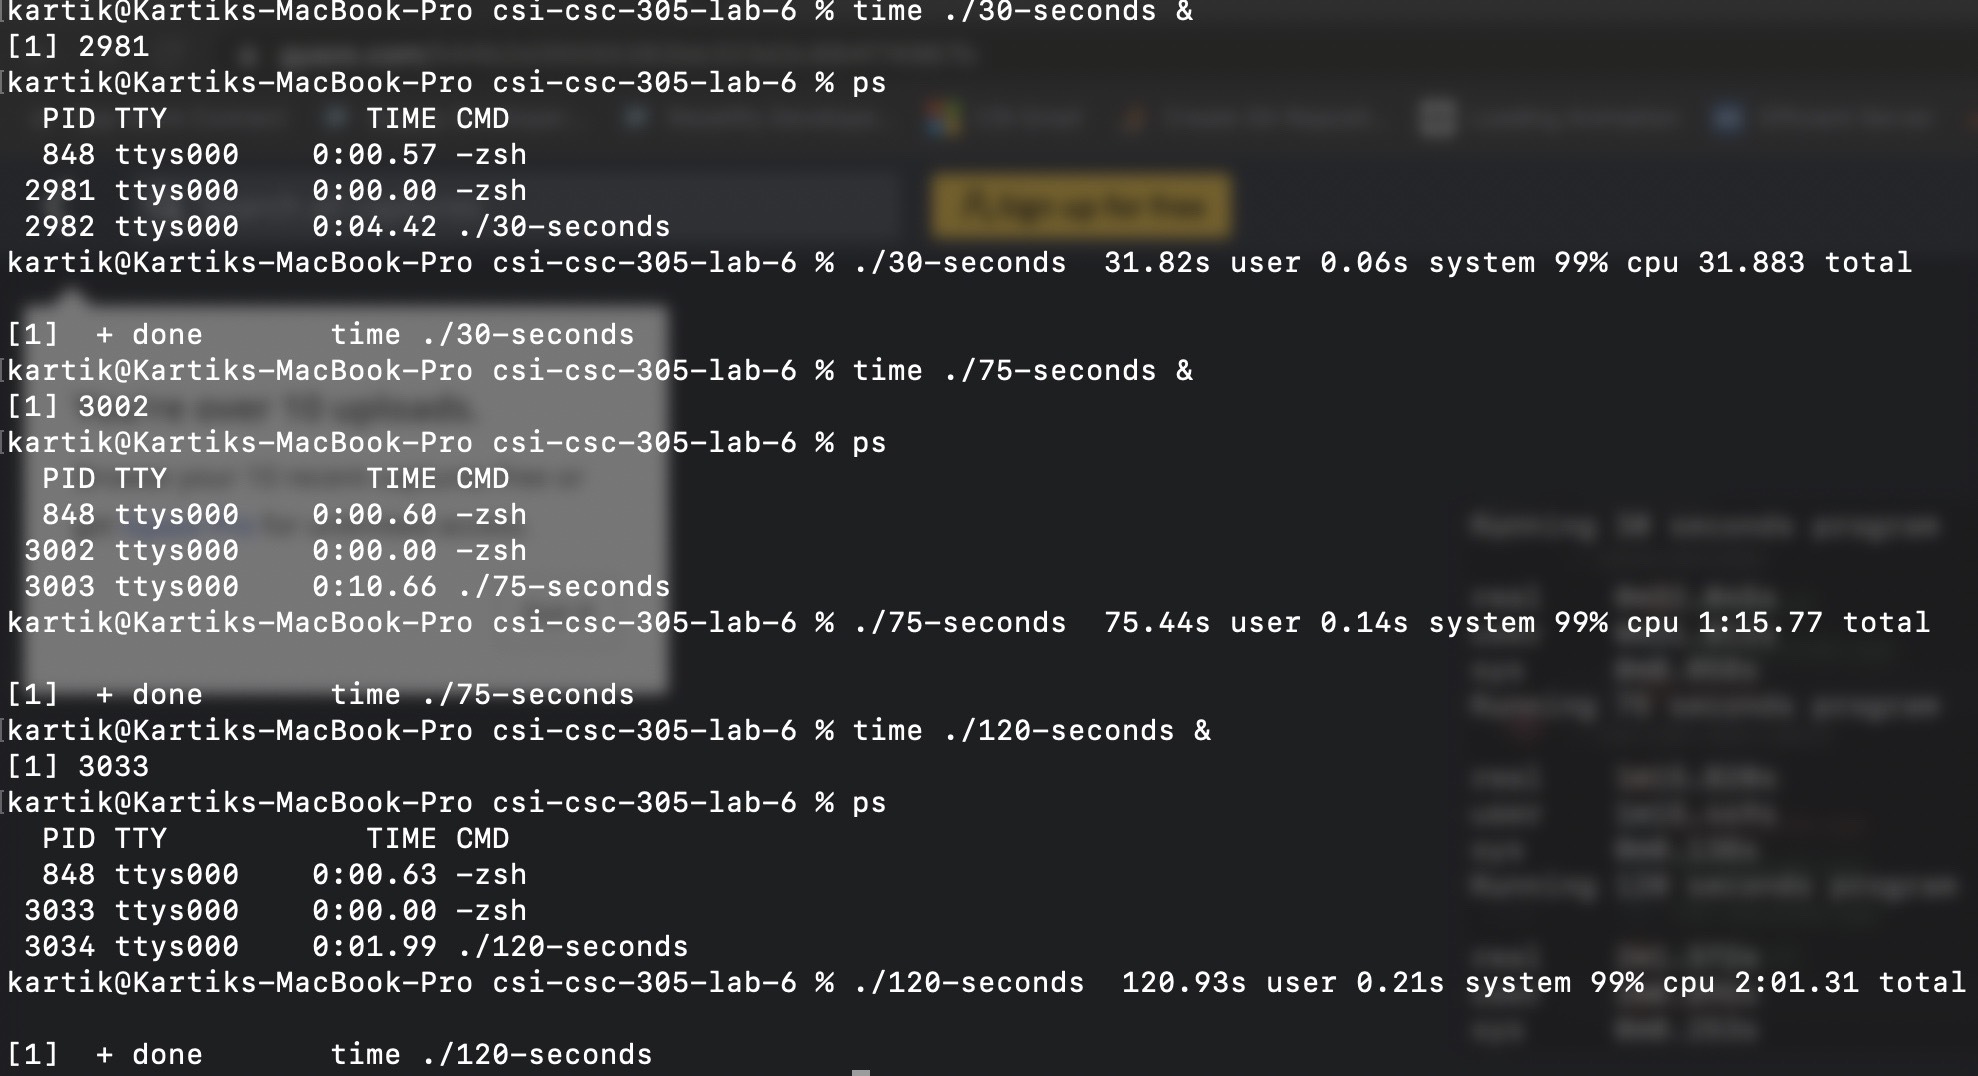 kartik@Kartiks-MacBook-Pro csi-csc-305-lab-6 % time ./30-seconds &
[1] 2981
kartik@Kartiks-MacBook-Pro csi-csc-305-lab-6 % ps
  PID TTY           TIME CMD
  848 ttys000    0:00.57 -zsh
 2981 ttys000    0:00.00 -zsh
 2982 ttys000    0:04.42 ./30-seconds
kartik@Kartiks-MacBook-Pro csi-csc-305-lab-6 % ./30-seconds  31.82s user 0.06s system 99% cpu 31.883 total
[1]  + done       time ./30-seconds
kartik@Kartiks-MacBook-Pro csi-csc-305-lab-6 % time ./75-seconds &
[1] 3002
kartik@Kartiks-MacBook-Pro csi-csc-305-lab-6 % ps
  PID TTY           TIME CMD
  848 ttys000    0:00.60 -zsh
 3002 ttys000    0:00.00 -zsh
 3003 ttys000    0:10.66 ./75-seconds
kartik@Kartiks-MacBook-Pro csi-csc-305-lab-6 % ./75-seconds  75.44s user 0.14s system 99% cpu 1:15.77 total
[1]  + done       time ./75-seconds
kartik@Kartiks-MacBook-Pro csi-csc-305-lab-6 % time ./120-seconds &
[1] 3033
kartik@Kartiks-MacBook-Pro csi-csc-305-lab-6 % ps
  PID TTY           TIME CMD
  848 ttys000    0:00.63 -zsh
 3033 ttys000    0:00.00 -zsh
 3034 ttys000    0:01.99 ./120-seconds
kartik@Kartiks-MacBook-Pro csi-csc-305-lab-6 % ./120-seconds  120.93s user 0.21s system 99% cpu 2:01.31 total
[1]  + done       time ./120-seconds